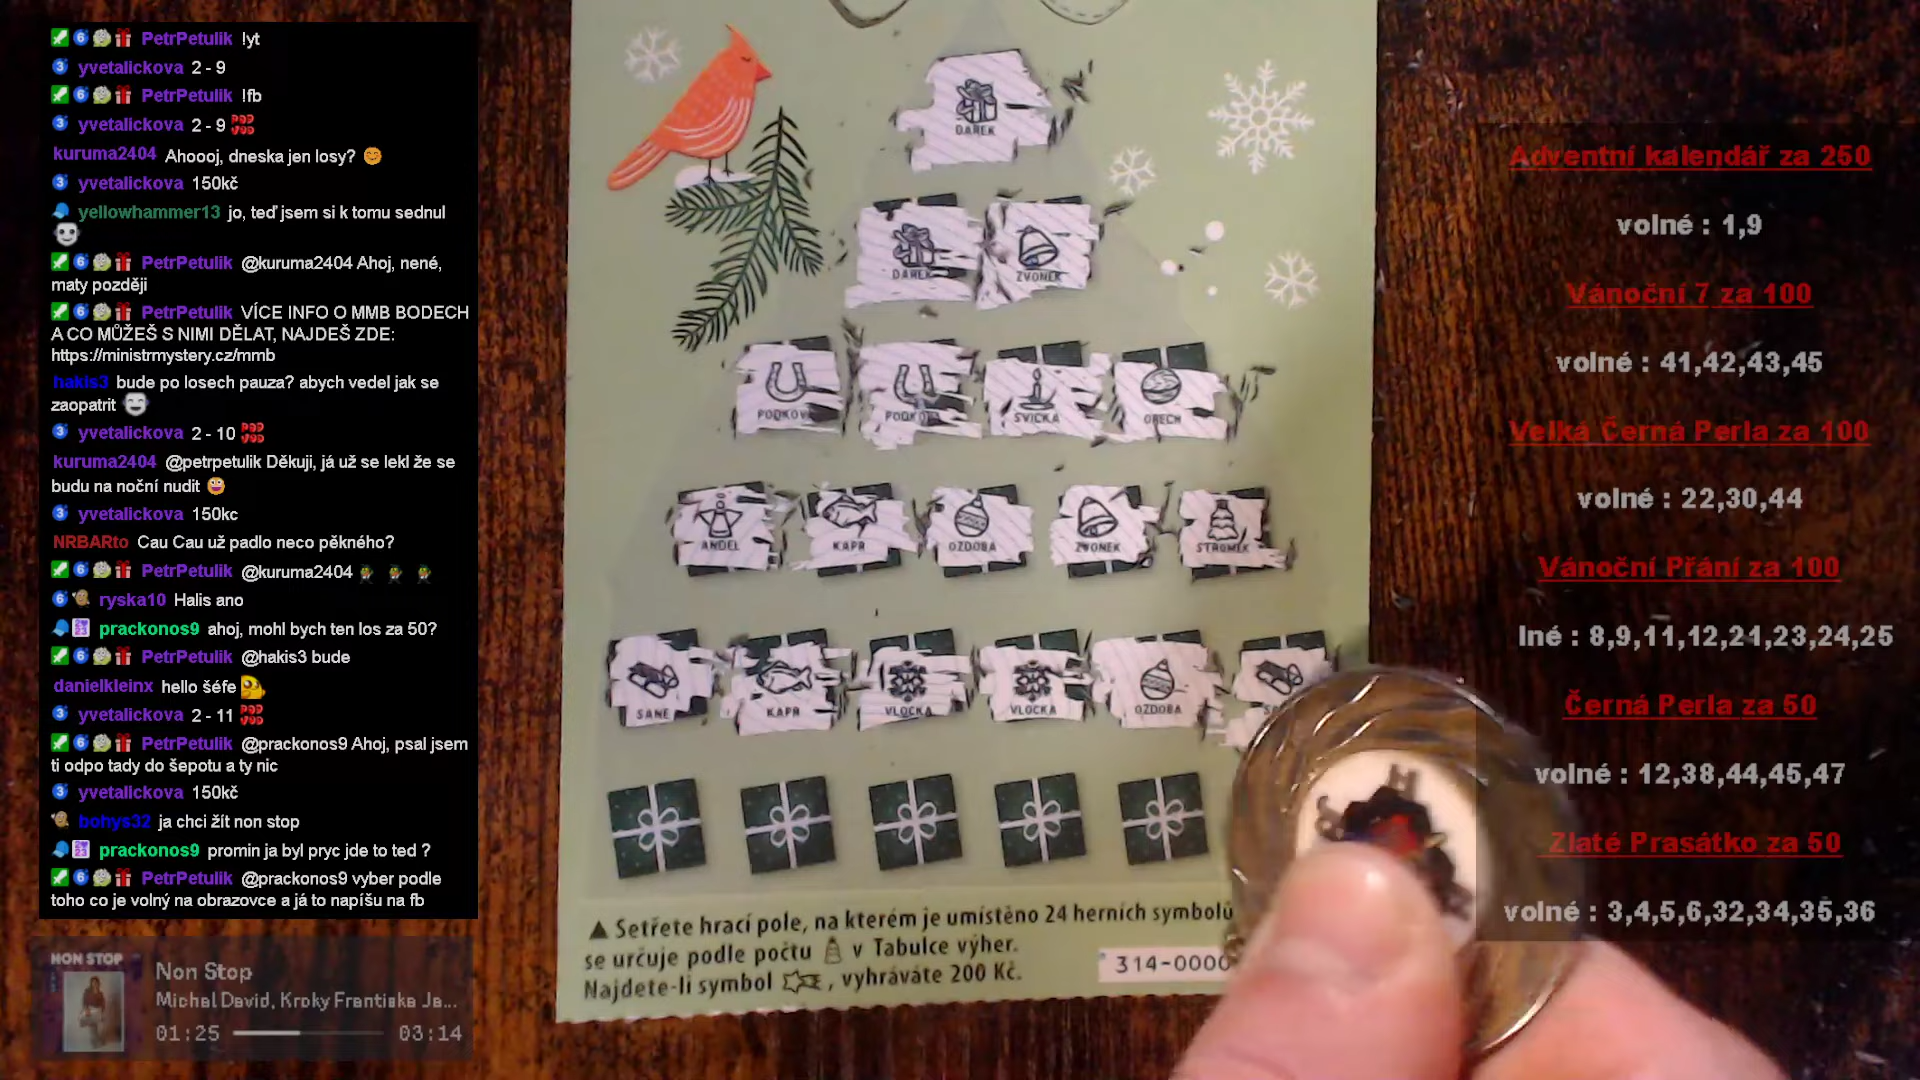 PetrPetulik !yt
yvetalickova 2 - 9
PetrPetulik !fb
yvetalickova 2 - 9
kuruma2404 Ahoooj, dneska jen losy?
yvetalickova 150kč
yellowhammer13 jo, teď jsem si k tomu sednul
PetrPetulik @kuruma2404 Ahoj, nené,
maty později
PetrPetulik VÍCE INFO O MMB BODECH
A CO MŮŽEŠ S NIMI DĚLAT, NAJDEŠ ZDE:
https://ministrmystery.cz/mmb
hakis3 bude po losech pauza? abych vedel jak se
zaopatrit
yvetalickova 2 - 10
kuruma2404 @petrpetulik Děkuji, já už se lekl že se
budu na noční nudit
yvetalickova 150kc
NRBARto Cau Cau už padlo neco pěkného?
PetrPetulik @kuruma2404
ryska10 Halis ano
prackonos9 ahoj, mohl bych ten los za 50?
PetrPetulik @hakis3 bude
danielkleinx hello šéfe
yvetalickova 2 - 11
PetrPetulik @prackonos9 Ahoj, psal jsem
ti odpo tady do šepotu a ty nic
yvetalickova 150kč
bohys32 ja chci žít non stop
prackonos9 promin ja byl pryc jde to ted ?
PetrPetulik @prackonos9 vyber podle
toho co je volný na obrazovce a já to napíšu na fb
NON STOP
Non Stop
Michal David, Kroky Frantiska Ja...
01:25 03:14
DÁREK
DÁREK ZVONEK
PODKOVA PODKOVA SVÍČKA OŘECH
ANDĚL KAPR OZDOBA ZVONEK STROMEK
SÁNĚ KAPR VLOČKA VLOČKA OZDOBA
▲ Setřete hrací pole, na kterém je umístěno 24 herních symbolů
se určuje podle počtu v Tabulce výher.
Najdete-li symbol , vyhráváte 200 Kč.
314-0000
Adventní kalendář za 250
volné : 1,9
Vánoční 7 za 100
volné : 41,42,43,45
Velká Černá Perla za 100
volné : 22,30,44
Vánoční Přání za 100
lné : 8,9,11,12,21,23,24,25
Černá Perla za 50
volné : 12,38,44,45,47
Zlaté Prasátko za 50
volné : 3,4,5,6,32,34,35,36